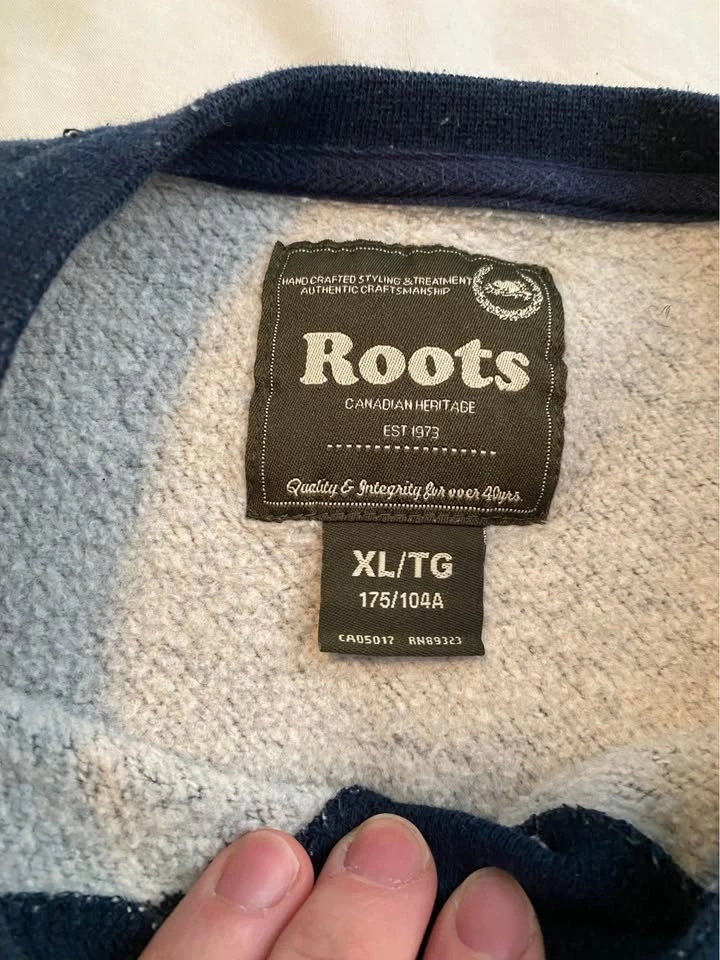 HAND CRAFTED STYLING & TREATMENT
AUTHENTIC CRAFTSMANSHIP
Roots
CANADIAN HERITAGE
EST 1973
Quality & Integrity for over 40yrs.
XL/TG
175/104A
CA05017 RN89323